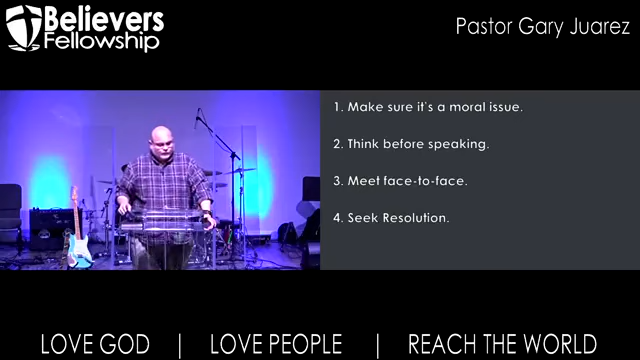 Believers
Fellowship
Pastor Gary Juarez
1. Make sure it's a moral issue.
2. Think before speaking.
3. Meet face-to-face.
4. Seek Resolution.
LOVE GOD | LOVE PEOPLE | REACH THE WORLD